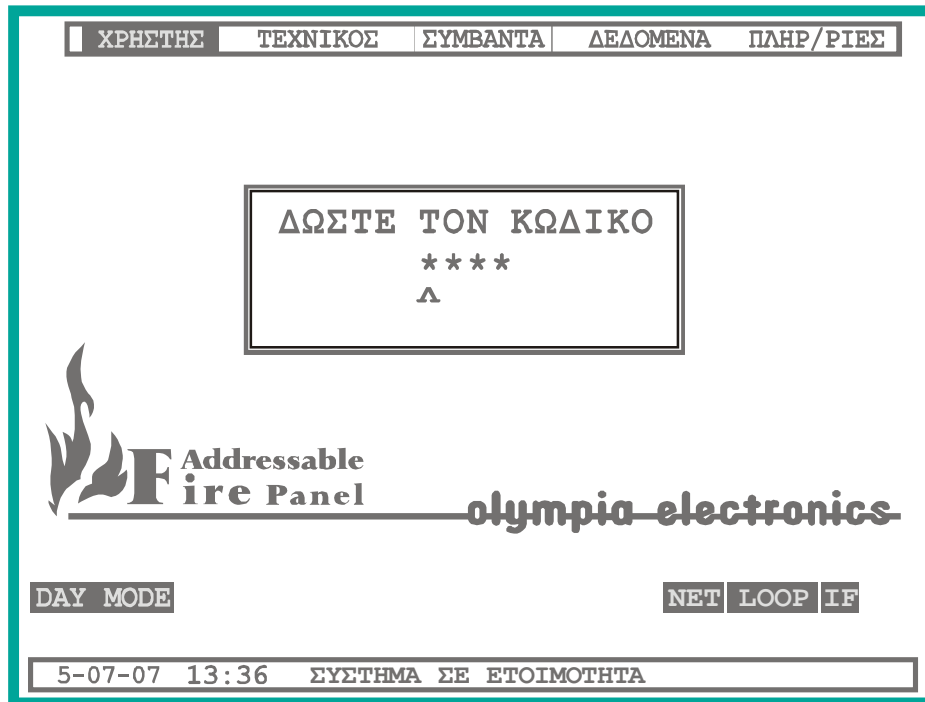 ΧΡΗΣΤΗΣ ΤΕΧΝΙΚΟΣ ΣΥΜΒΑΝΤΑ ΔΕΔΟΜΕΝΑ ΠΛΗΡ/ΡΙΕΣ
ΔΩΣΤΕ ΤΟΝ ΚΩΔΙΚΟ
****
^
Addressable
Fire Panel
olympia electronics
DAY MODE NET LOOP IF
5-07-07 13:36 ΣΥΣΤΗΜΑ ΣΕ ΕΤΟΙΜΟΤΗΤΑ